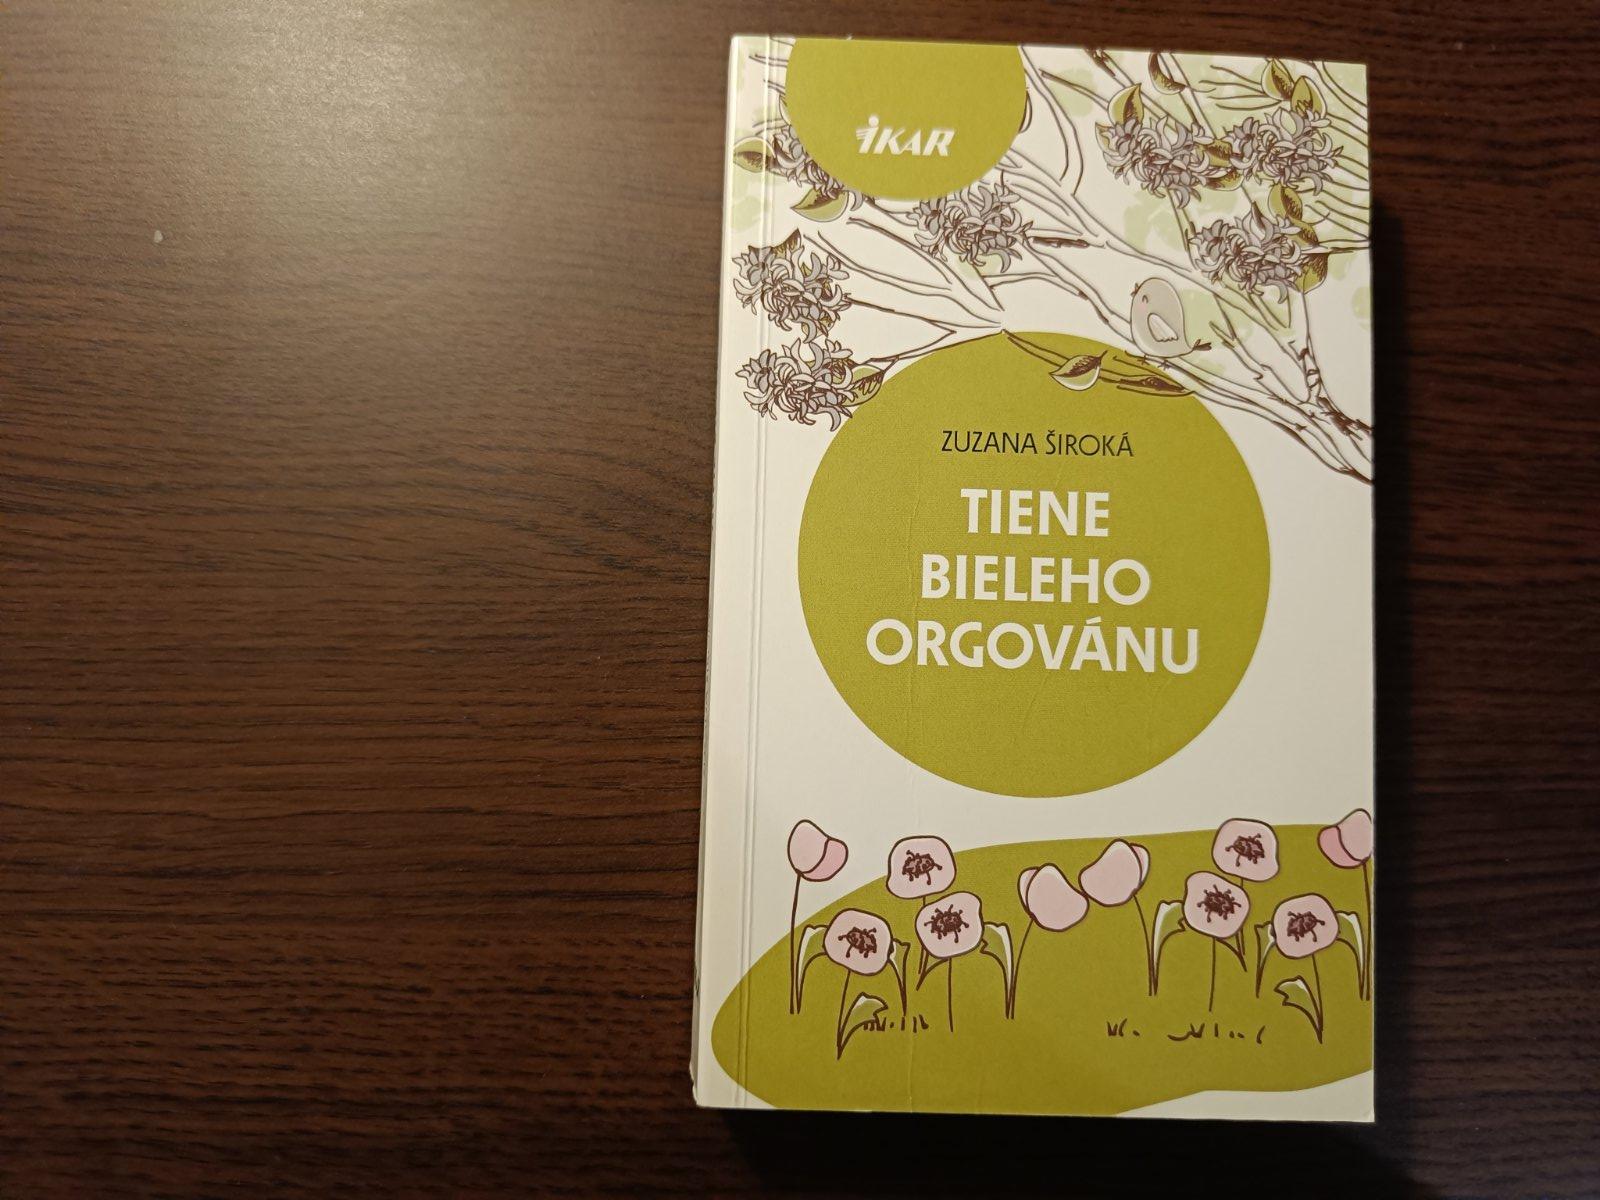 iKAR
ZUZANA ŠIROKÁ
TIENE
BIELEHO
ORGOVÁNU